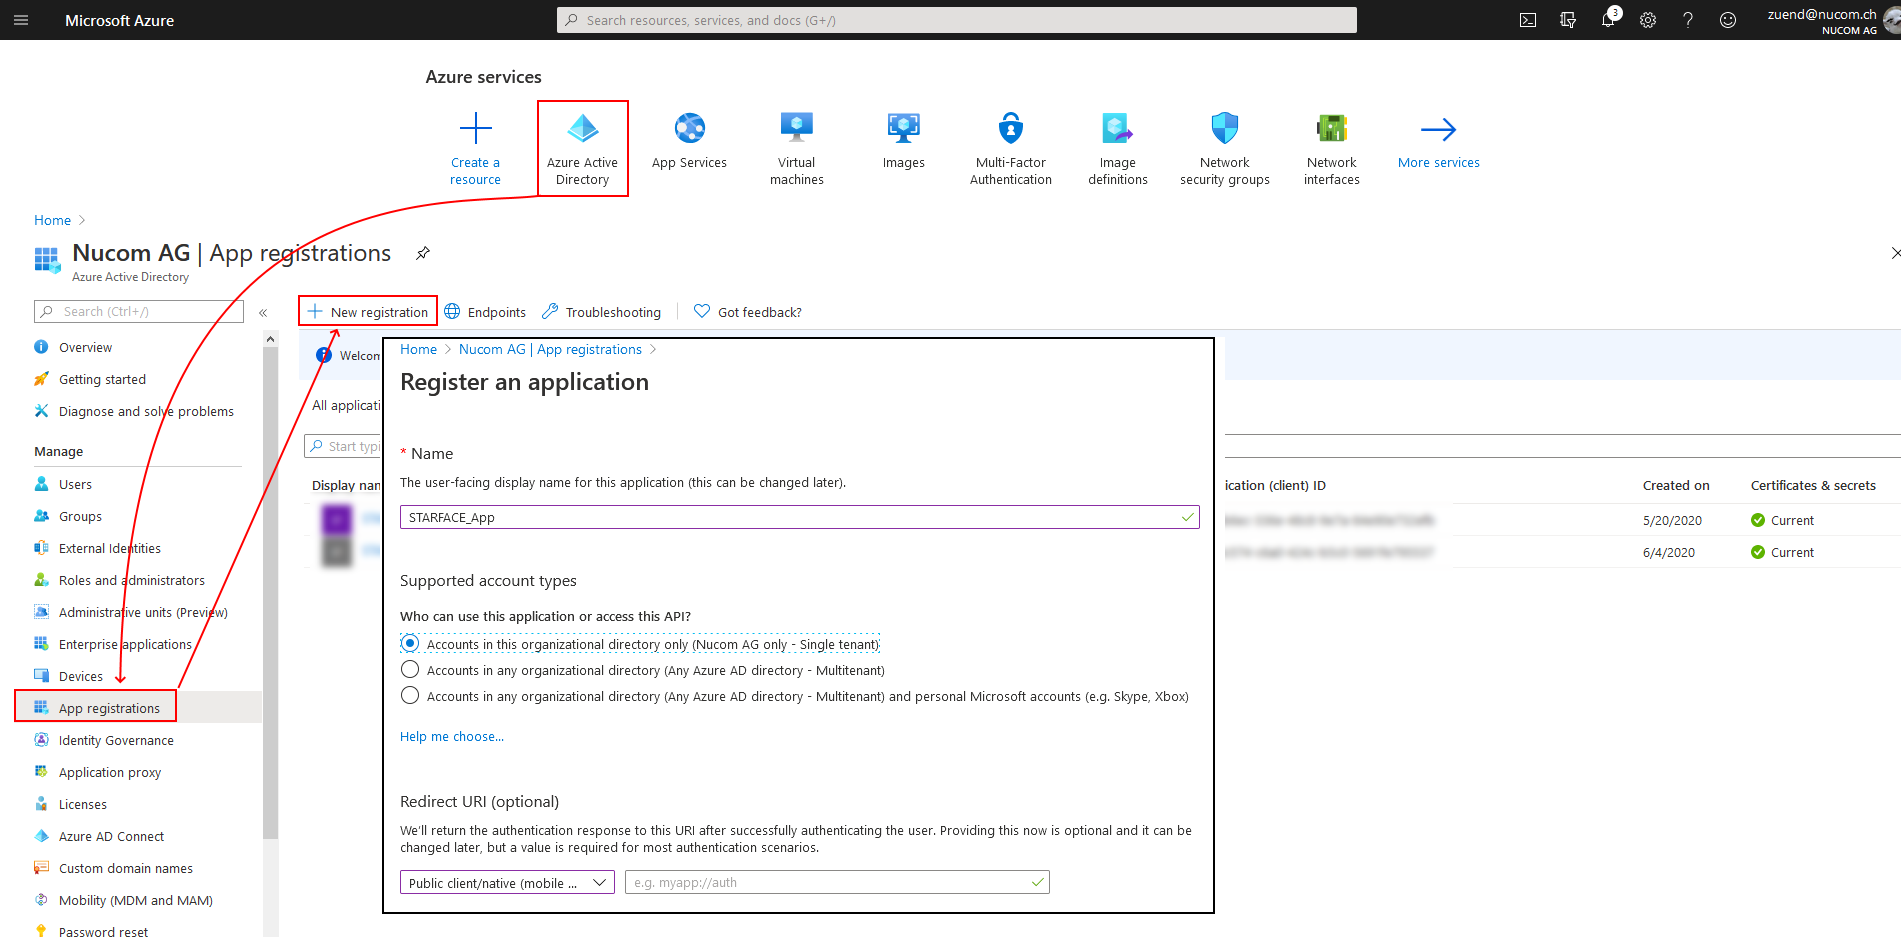 Microsoft Azure
Search resources, services, and docs (G+/)
3
zuend@nucom.ch
NUCOM AG
Azure services
Create a
resource
Azure Active
Directory
App Services
Virtual
machines
Images
Multi-Factor
Authentication
Image
definitions
Network
security groups
Network
interfaces
More services
Home
Nucom AG | App registrations
Azure Active Directory
Search (Ctrl+/)
New registration
Endpoints
Troubleshooting
Got feedback?
Overview
Getting started
Diagnose and solve problems
Manage
Users
Groups
External Identities
Roles and administrators
Administrative units (Preview)
Enterprise applications
Devices
App registrations
Identity Governance
Application proxy
Licenses
Azure AD Connect
Custom domain names
Mobility (MDM and MAM)
Password reset
Welcom
All applicati
Start typi
Display nan
Home > Nucom AG | App registrations >
Register an application
* Name
The user-facing display name for this application (this can be changed later).
STARFACE_App
Supported account types
Who can use this application or access this API?
Accounts in this organizational directory only (Nucom AG only - Single tenant)
Accounts in any organizational directory (Any Azure AD directory - Multitenant)
Accounts in any organizational directory (Any Azure AD directory - Multitenant) and personal Microsoft accounts (e.g. Skype, Xbox)
Help me choose...
Redirect URI (optional)
We'll return the authentication response to this URI after successfully authenticating the user. Providing this now is optional and it can be
changed later, but a value is required for most authentication scenarios.
Public client/native (mobile ...
e.g. myapp://auth
ication (client) ID
Created on
Certificates & secrets
5/20/2020
Current
6/4/2020
Current